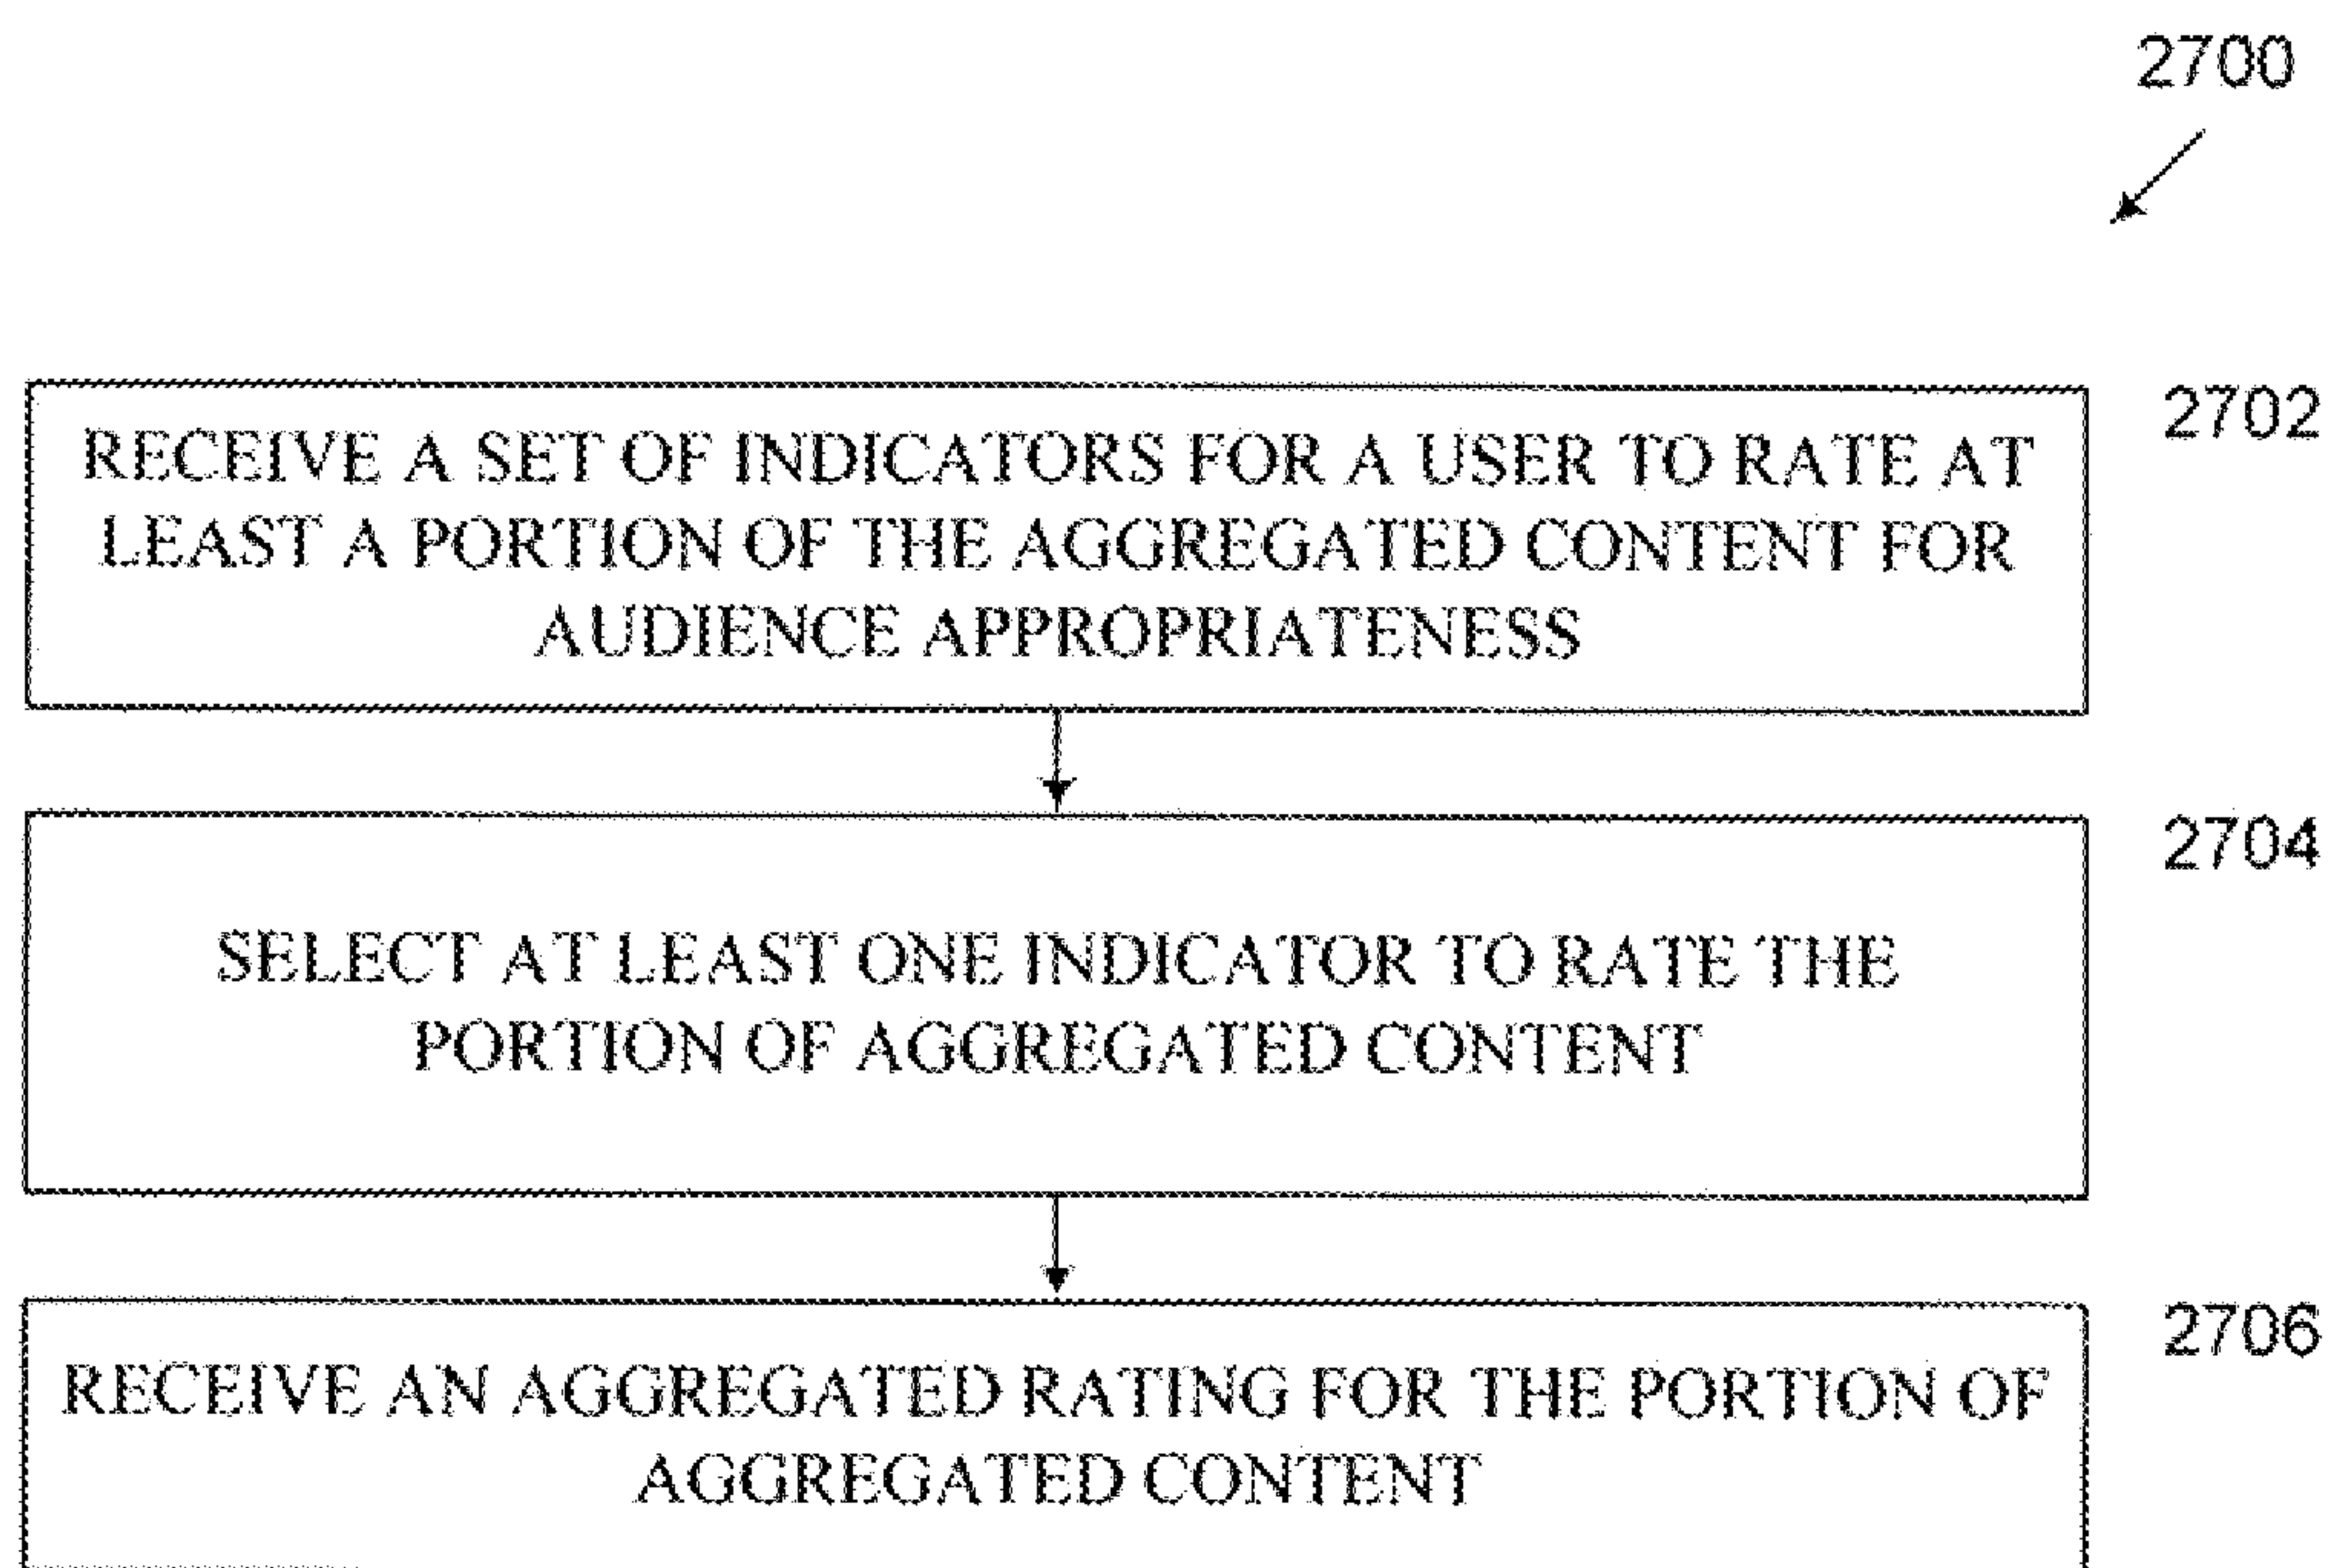 2700
2702
RECEIVE A SET OF INDICATORS FOR A USER TO RATE AT
LEAST A PORTION OF THE AGGREGATED CONTENT FOR
AUDIENCE APPROPRIATENESS
2704
SELECT AT LEAST ONE INDICATOR TO RATE THE
PORTION OF AGGREGATED CONTENT
2706
RECEIVE AN AGGREGATED RATING FOR THE PORTION OF
AGGREGATED CONTENT